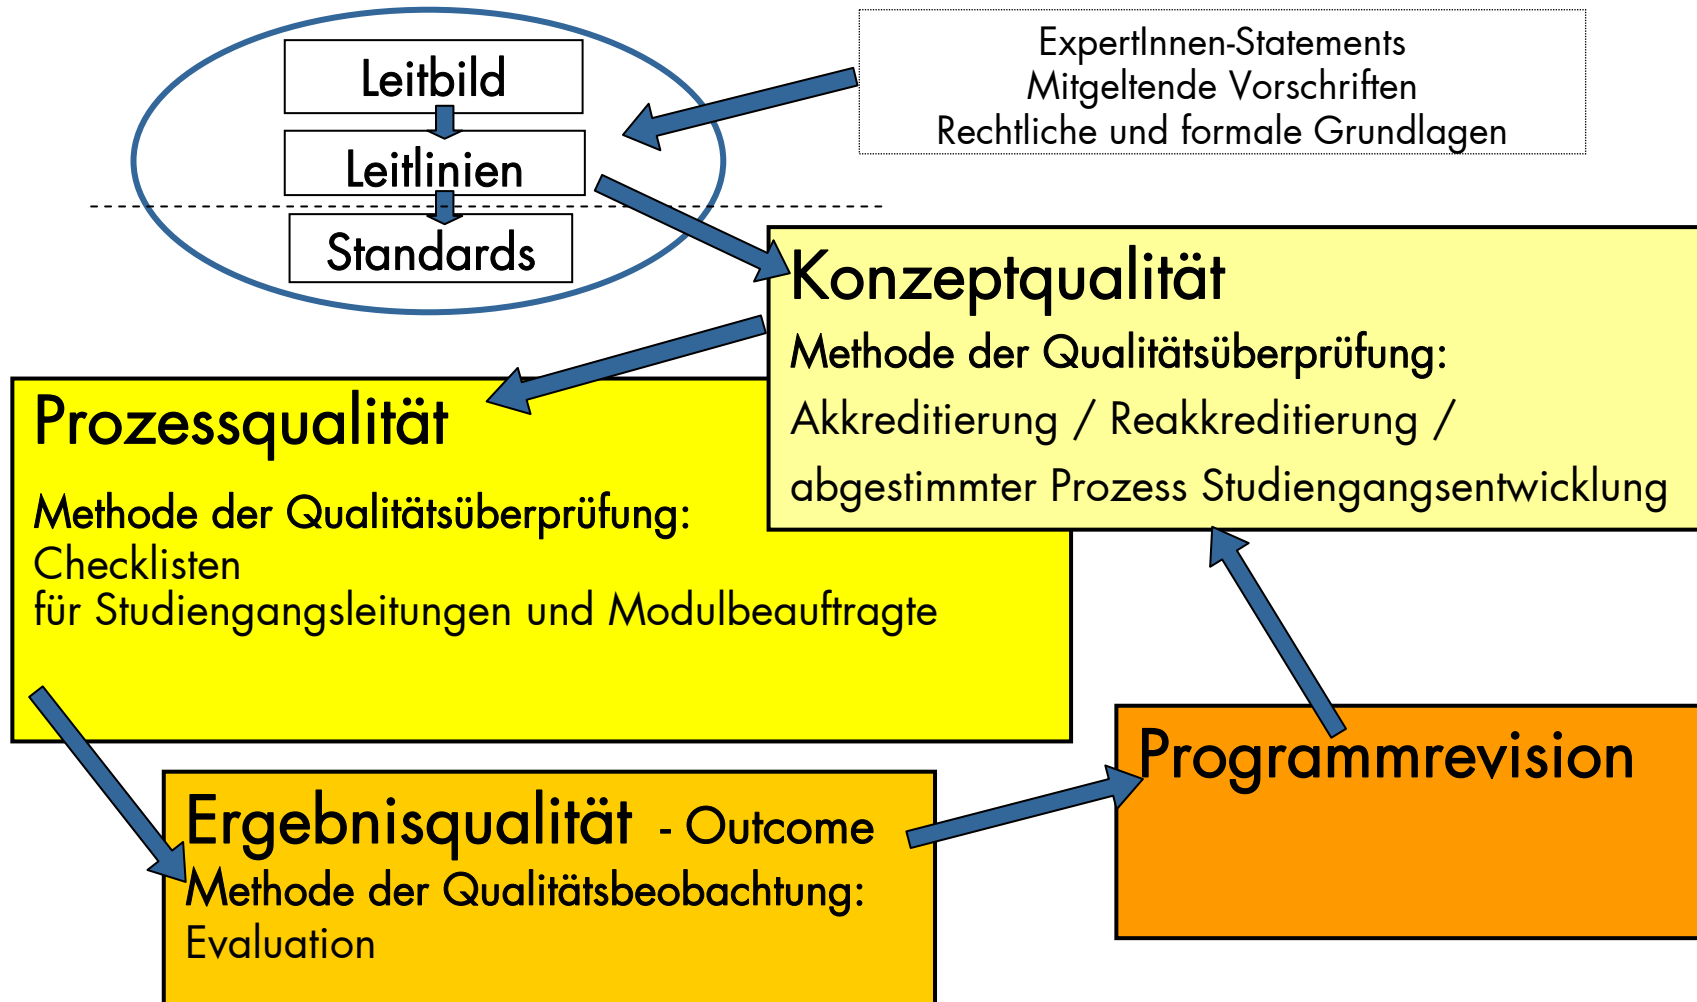 Leitbild
Leitlinien
Standards
ExpertInnen-Statements
Mitgeltende Vorschriften
Rechtliche und formale Grundlagen
Konzeptqualität
Methode der Qualitätsüberprüfung:
Akkreditierung / Reakkreditierung /
abgestimmter Prozess Studiengangsentwicklung
Prozessqualität
Methode der Qualitätsüberprüfung:
Checklisten
für Studiengangsleitungen und Modulbeauftragte
Ergebnisqualität - Outcome
Methode der Qualitätsbeobachtung:
Evaluation
Programmrevision